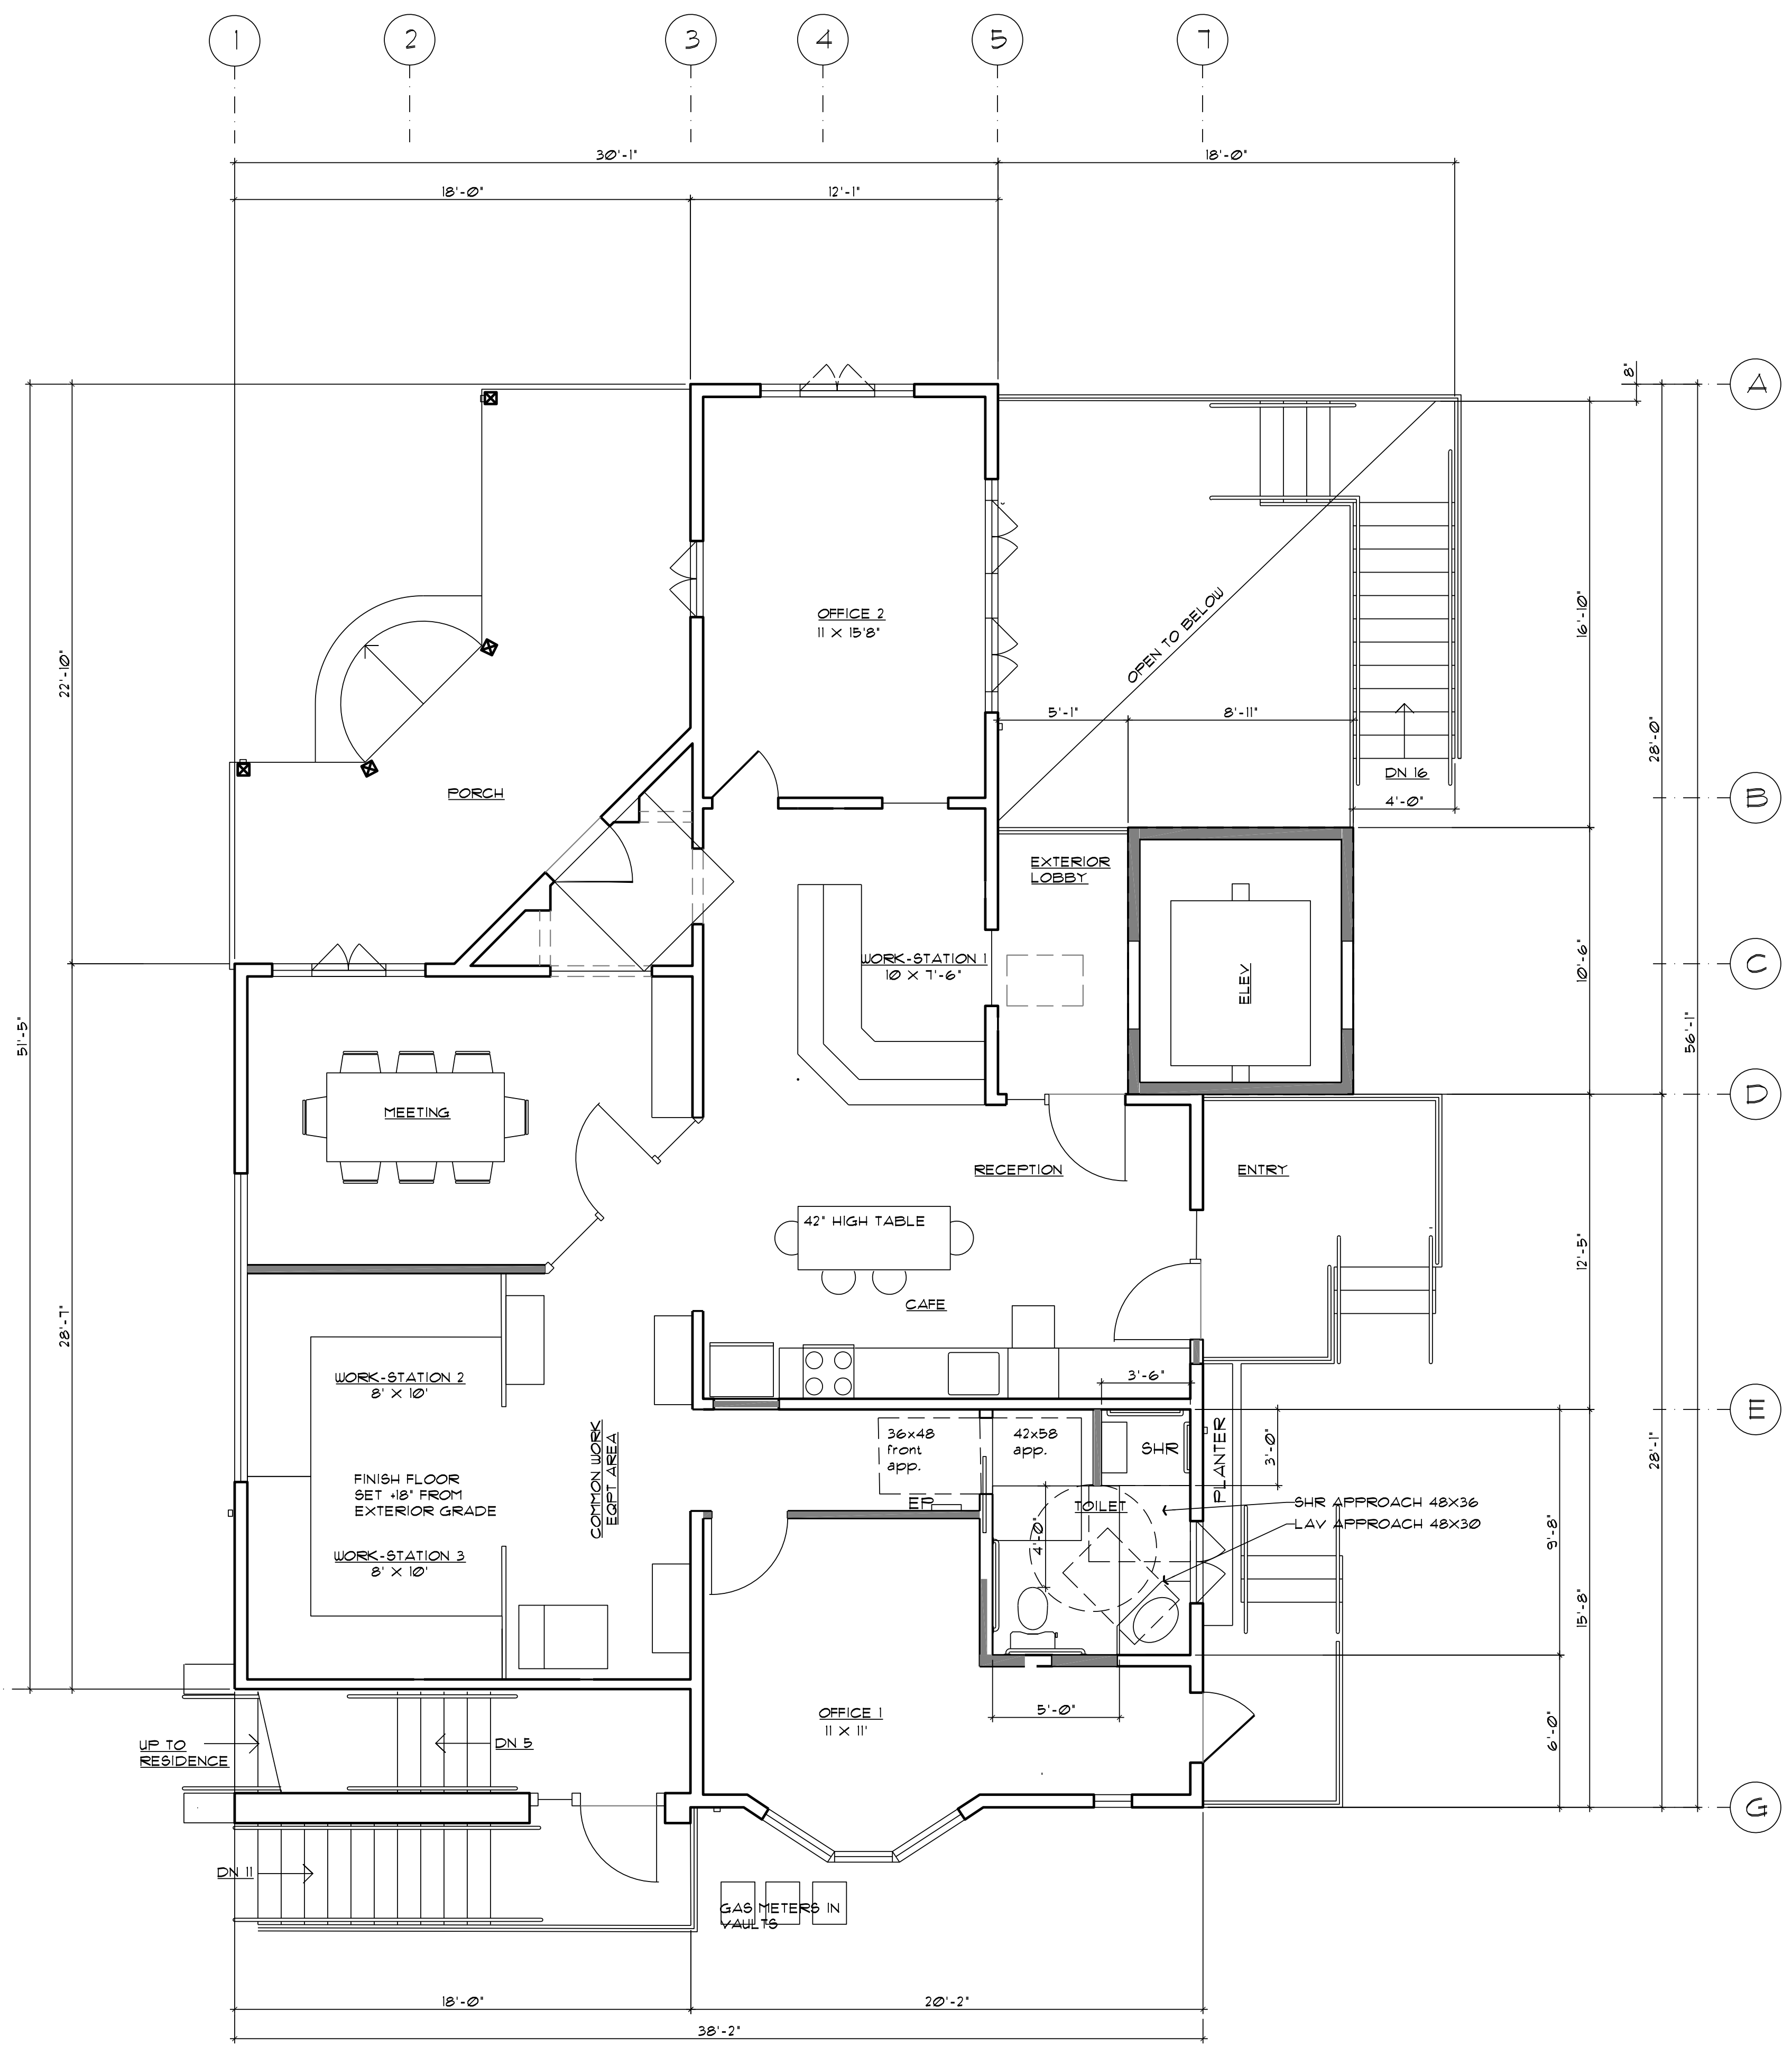 1
2
3
4
5
7
30'-1"
18'-0"
18'-0"
12'-1"
A
8"
16'-10"
OFFICE 2
11 X 15'8"
OPEN TO BELOW
22'-10"
5'-1"
8'-11"
28'-0"
DN 16
4'-0"
B
PORCH
EXTERIOR
LOBBY
WORK-STATION 1
10 X 7'-6"
ELEV
10'-6"
C
51'-5"
56'-1"
MEETING
D
RECEPTION
ENTRY
42" HIGH TABLE
12'-5"
CAFE
28'-7"
WORK-STATION 2
8' X 10'
3'-6"
E
COMMON WORK
EQPT AREA
36x48
front
app.
42x58
app.
SHR
PLANTER
3'-0"
28'-1"
FINISH FLOOR
SET +18" FROM
EXTERIOR GRADE
EP
TOILET
SHR APPROACH 48X36
LAV APPROACH 48X30
4'-0"
9'-8"
WORK-STATION 3
8' X 10'
15'-8"
OFFICE 1
11 X 11'
5'-0"
6'-0"
UP TO
RESIDENCE
DN 5
G
DN 11
GAS METERS IN
VAULTS
18'-0"
20'-2"
38'-2"